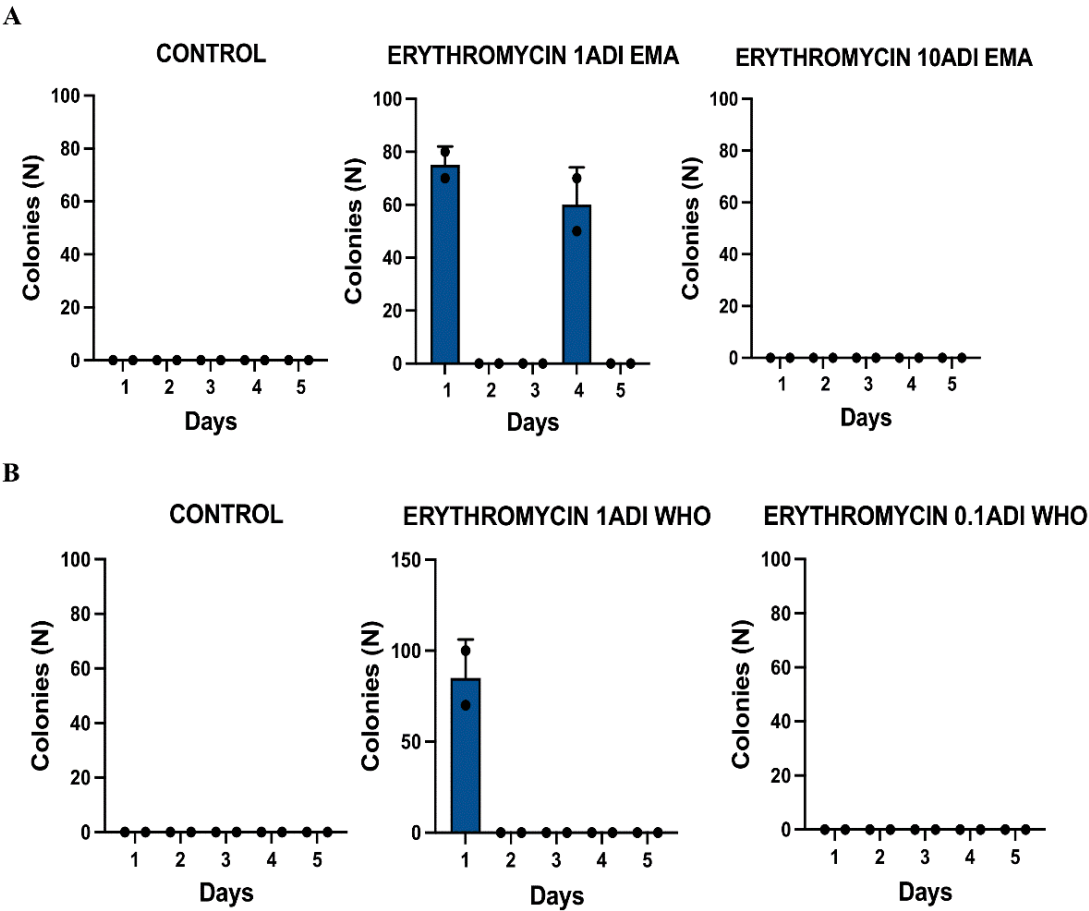 A
CONTROL
100
80
60
40
20
0
Colonies (N)
1 2 3 4 5
Days
ERYTHROMYCIN 1ADI EMA
100
80
60
40
20
0
Colonies (N)
1 2 3 4 5
Days
ERYTHROMYCIN 10ADI EMA
100
80
60
40
20
0
Colonies (N)
1 2 3 4 5
Days
B
CONTROL
100
80
60
40
20
0
Colonies (N)
1 2 3 4 5
Days
ERYTHROMYCIN 1ADI WHO
150
100
50
0
Colonies (N)
1 2 3 4 5
Days
ERYTHROMYCIN 0.1ADI WHO
100
80
60
40
20
0
Colonies (N)
1 2 3 4 5
Days